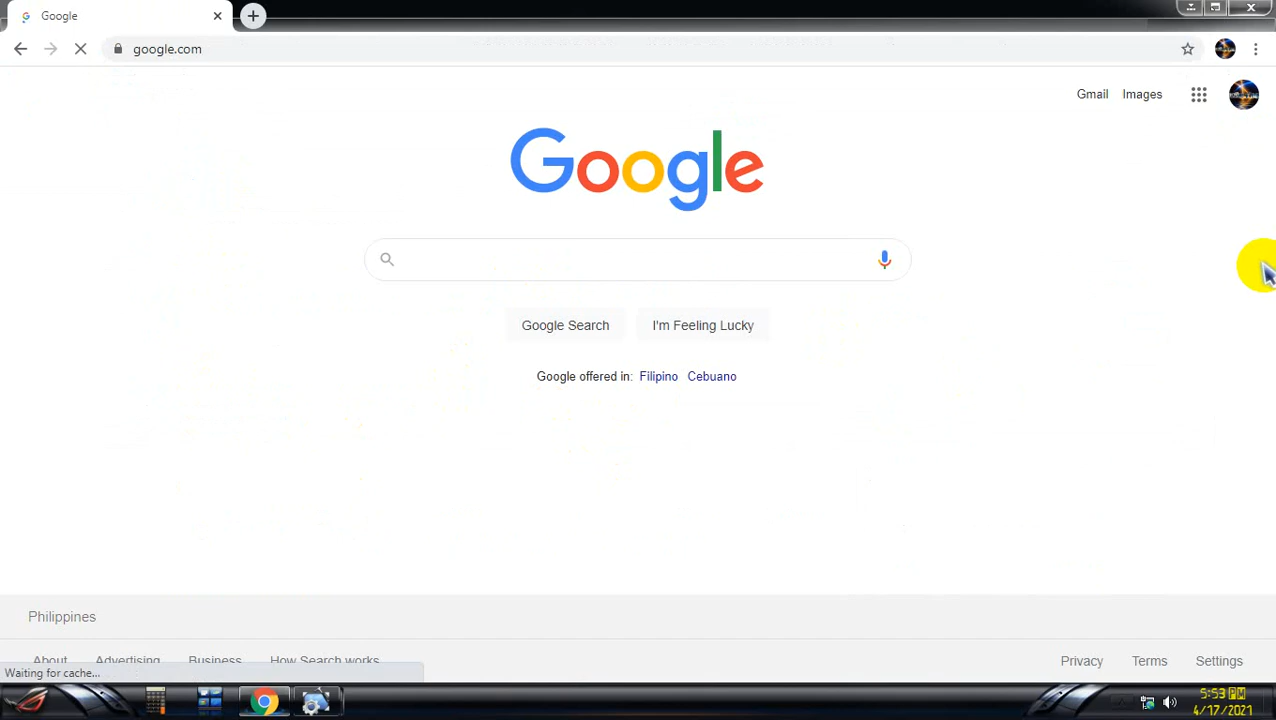 Google
google.com
Gmail Images
Google
Google Search I'm Feeling Lucky
Google offered in: Filipino Cebuano
Philippines
About Advertising Business How Search works
Privacy Terms Settings
Waiting for cache...
5:53 PM
4/17/2021